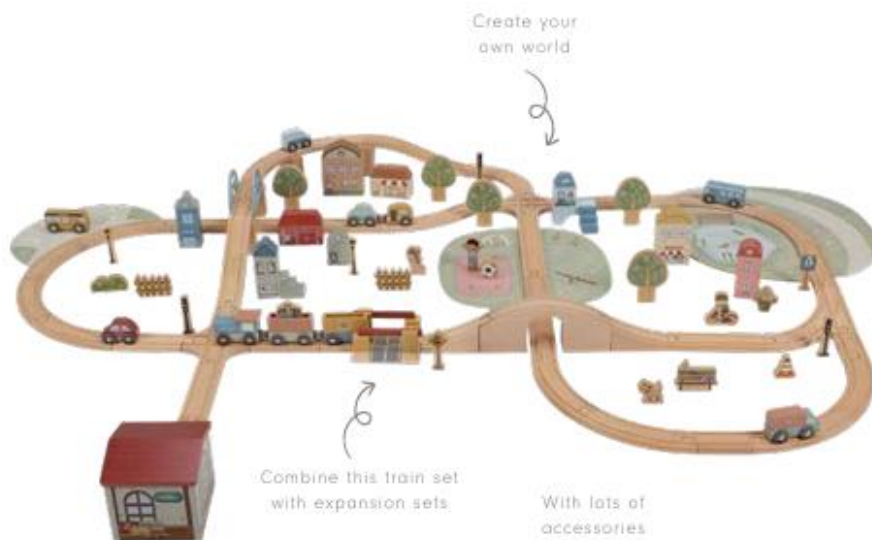 Create your
own world
Combine this train set
with expansion sets
With lots of
accessories